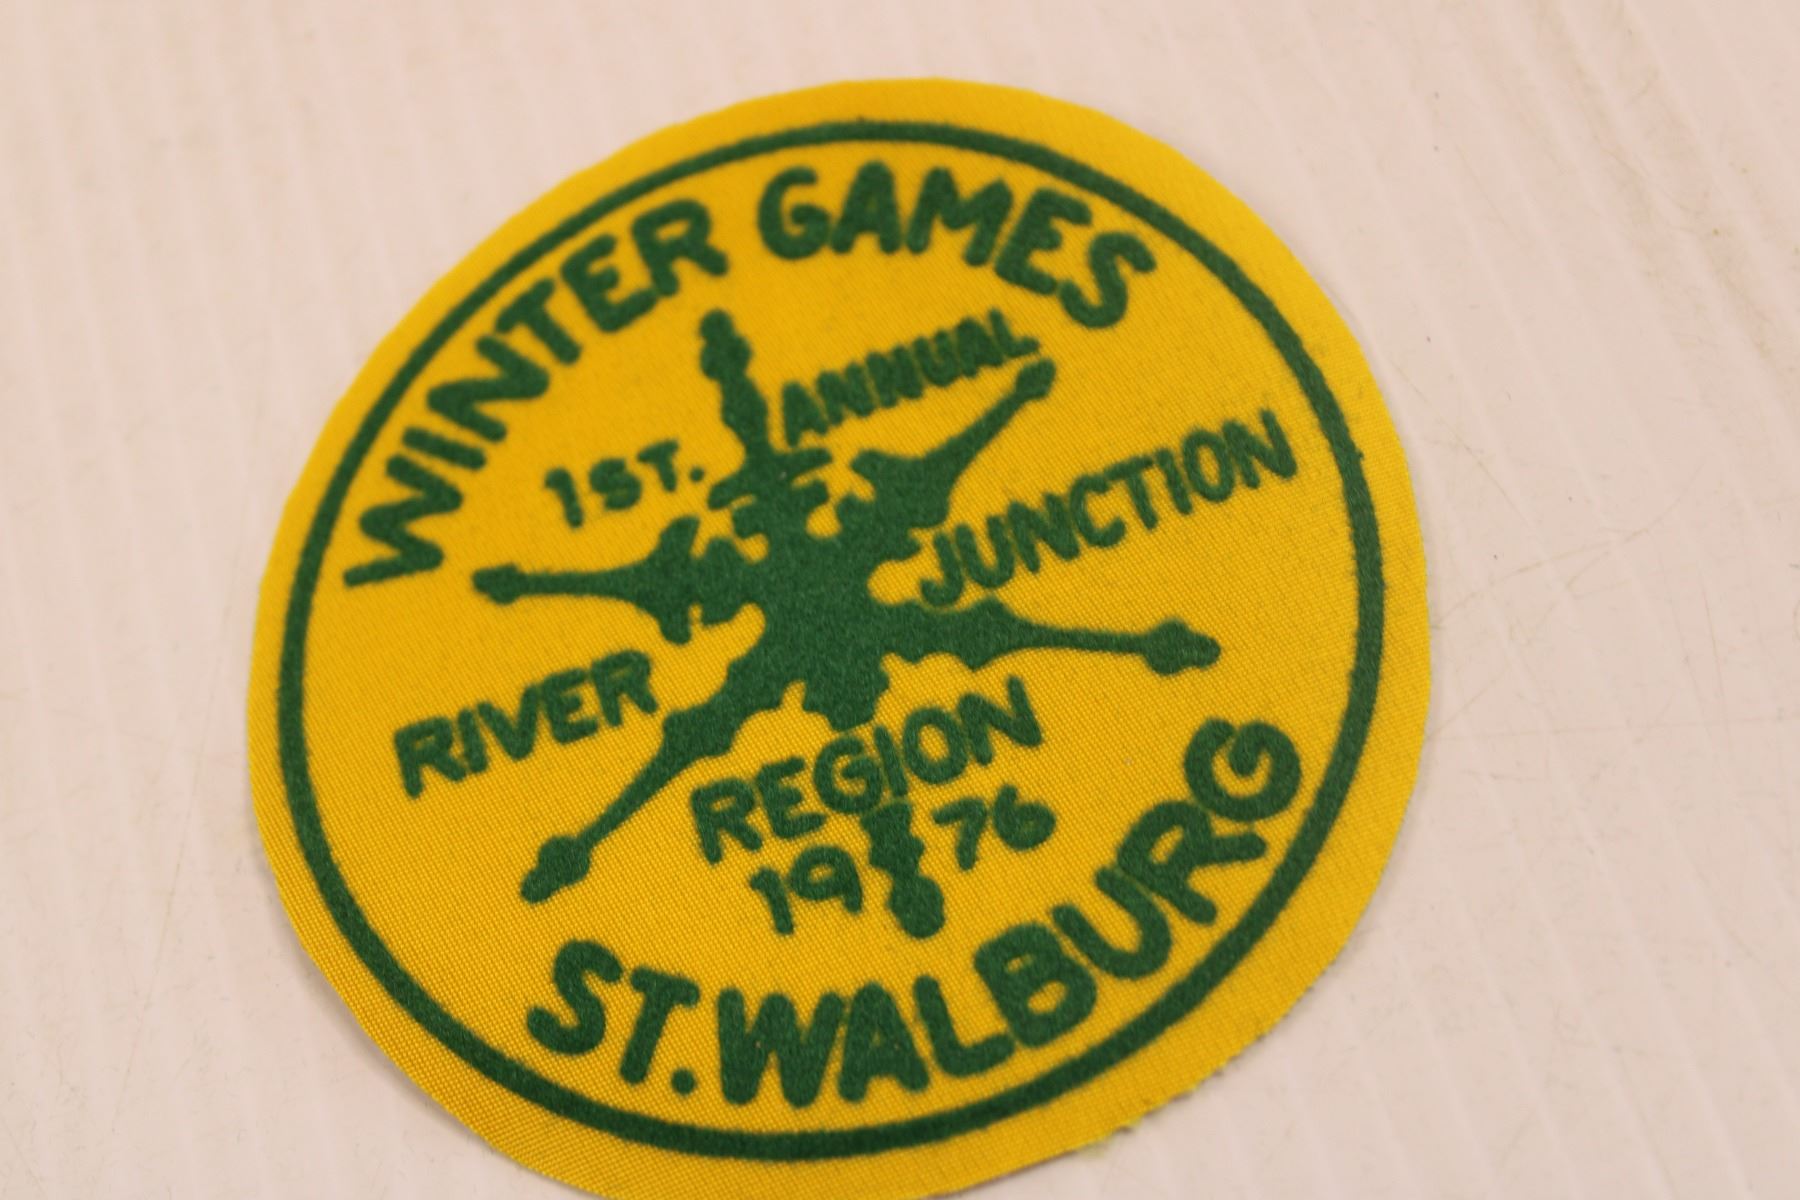 WINTER GAMES
1ST. ANNUAL
RIVER JUNCTION
REGION
1976
ST. WALBURG